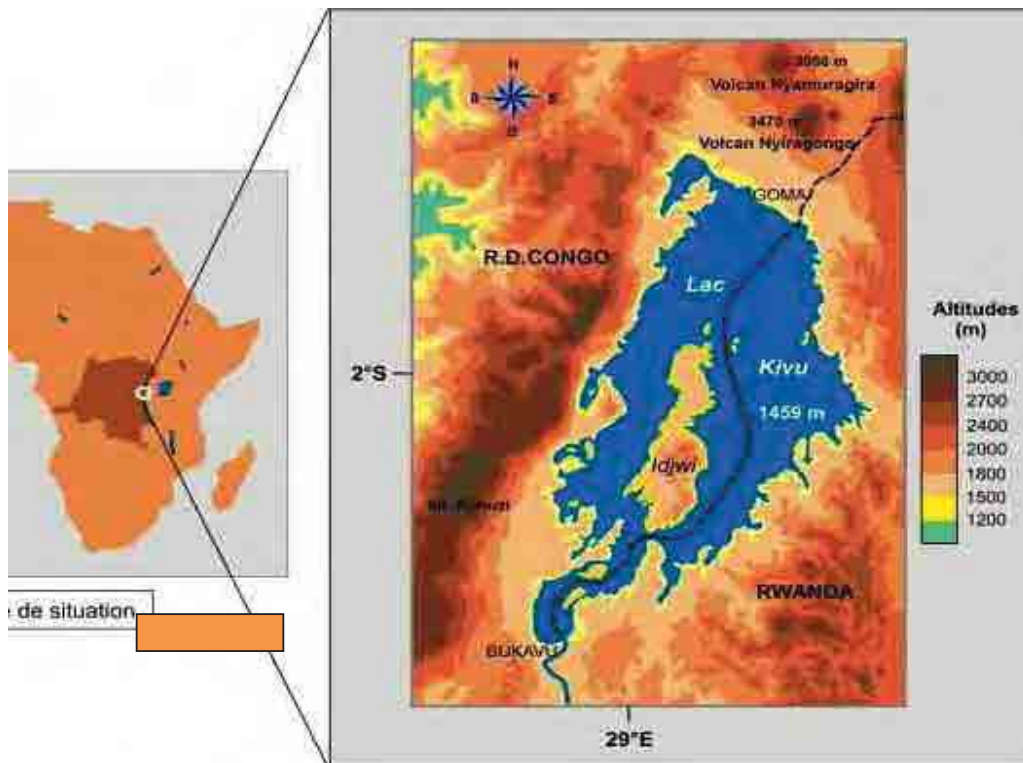 3058 m
Volcan Nyamuragira
3470 m
Volcan Nyiragongo
GOMA
R.D.CONGO
Lac
Altitudes
(m)
2°S
Kivu
3000
2700
1459 m
2400
2000
Idjwi
1800
1500
1200
RWANDA
de situation
BUKAVU
29°E